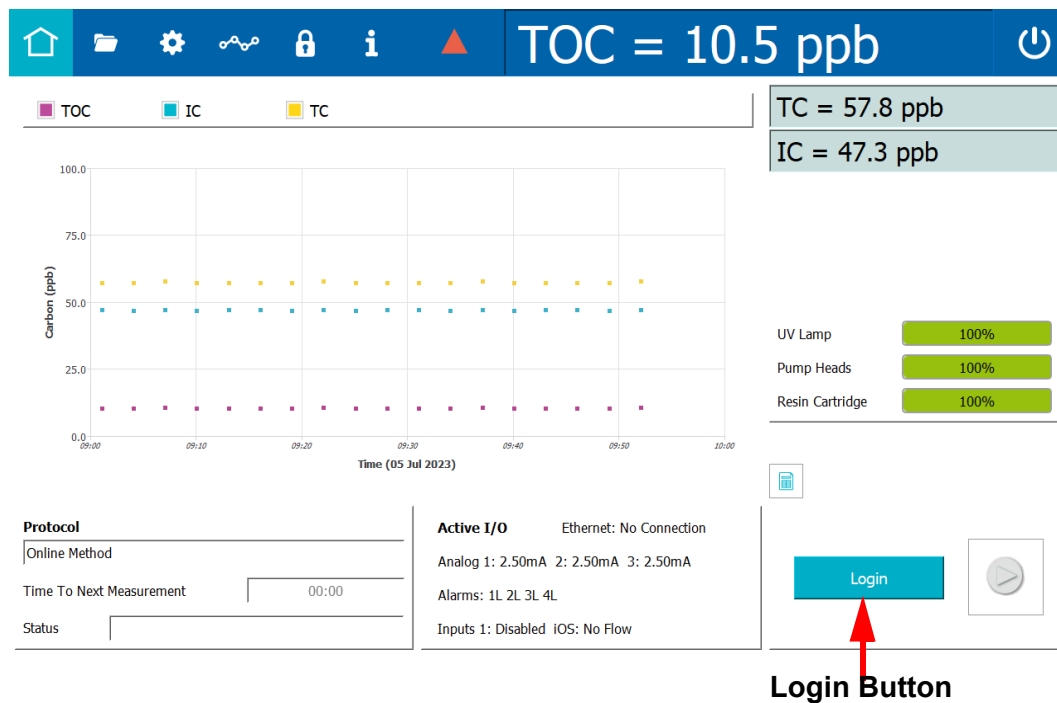 TOC = 10.5 ppb
TOC IC TC
TC = 57.8 ppb
IC = 47.3 ppb
100.0
75.0
50.0
25.0
0.0
Carbon (ppb)
09:00 09:10 09:20 09:30 09:40 09:50 10:00
Time (05 Jul 2023)
UV Lamp 100%
Pump Heads 100%
Resin Cartridge 100%
Protocol
Online Method
Time To Next Measurement 00:00
Status
Active I/O Ethernet: No Connection
Analog 1: 2.50mA 2: 2.50mA 3: 2.50mA
Alarms: 1L 2L 3L 4L
Inputs 1: Disabled iOS: No Flow
Login
Login Button